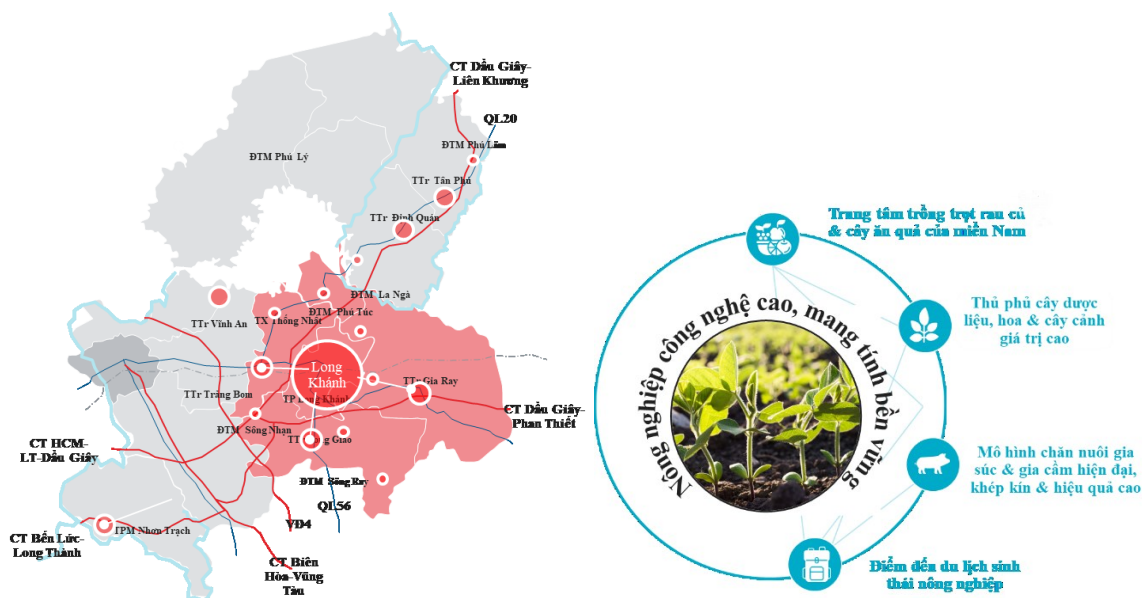 CT Dầu Giây-
Liên Khương
QL20
ĐTM Phú Lâm
ĐTM Phú Lý
TTr Tân Phú
TTr Định Quán
ĐTM La Ngà
ĐTM Phú Túc
TX Thống Nhất
TTr Vĩnh An
Long
Khánh
TTr Gia Ray
TTr Trảng Bom
TP Long Khánh
CT Dầu Giây-
Phan Thiết
ĐTM Sông Nhạn
Giao
CT HCM-
LT-Dầu Giây
ĐTM Sông Ray
QL56
VĐ4
TPM Nhơn Trạch
CT Bến Lức-
Long Thành
CT Biên
Hòa-Vũng
Tàu
Trung tâm trồng trọt rau củ
& cây ăn quả của miền Nam
Thủ phủ cây dược
liệu, hoa & cây cảnh
giá trị cao
Nông nghiệp công nghệ cao, mang tính bền vững
Mô hình chăn nuôi gia
súc & gia cầm hiện đại,
khép kín & hiệu quả cao
Điểm đến du lịch sinh
thái nông nghiệp